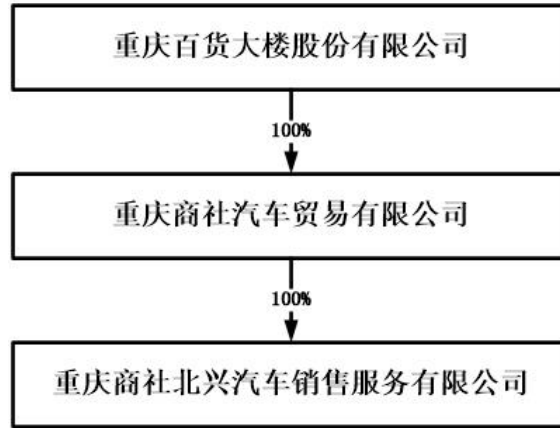 重庆百货大楼股份有限公司
100%
重庆商社汽车贸易有限公司
100%
重庆商社北兴汽车销售服务有限公司